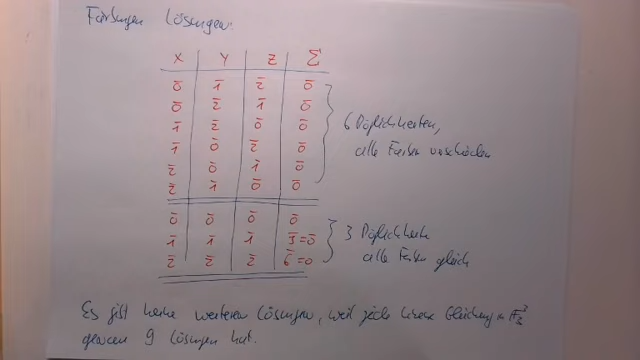 Färbungen Lösungen:
X Y Z Σ
0̄ 1̄ 2̄ 0̄
0̄ 2̄ 1̄ 0̄
1̄ 2̄ 0̄ 0̄
1̄ 0̄ 2̄ 0̄
2̄ 0̄ 1̄ 0̄
2̄ 1̄ 0̄ 0̄
6 Möglichkeiten,
alle Farben verschieden
0̄ 0̄ 0̄ 0̄
1̄ 1̄ 1̄ 3̄=0̄
2̄ 2̄ 2̄ 6̄=0
3 Möglichkeit
alle Farben gleich
Es gibt keine weiteren Lösungen, weil jede lineare Gleichung in F₃³
genau 9 Lösungen hat.